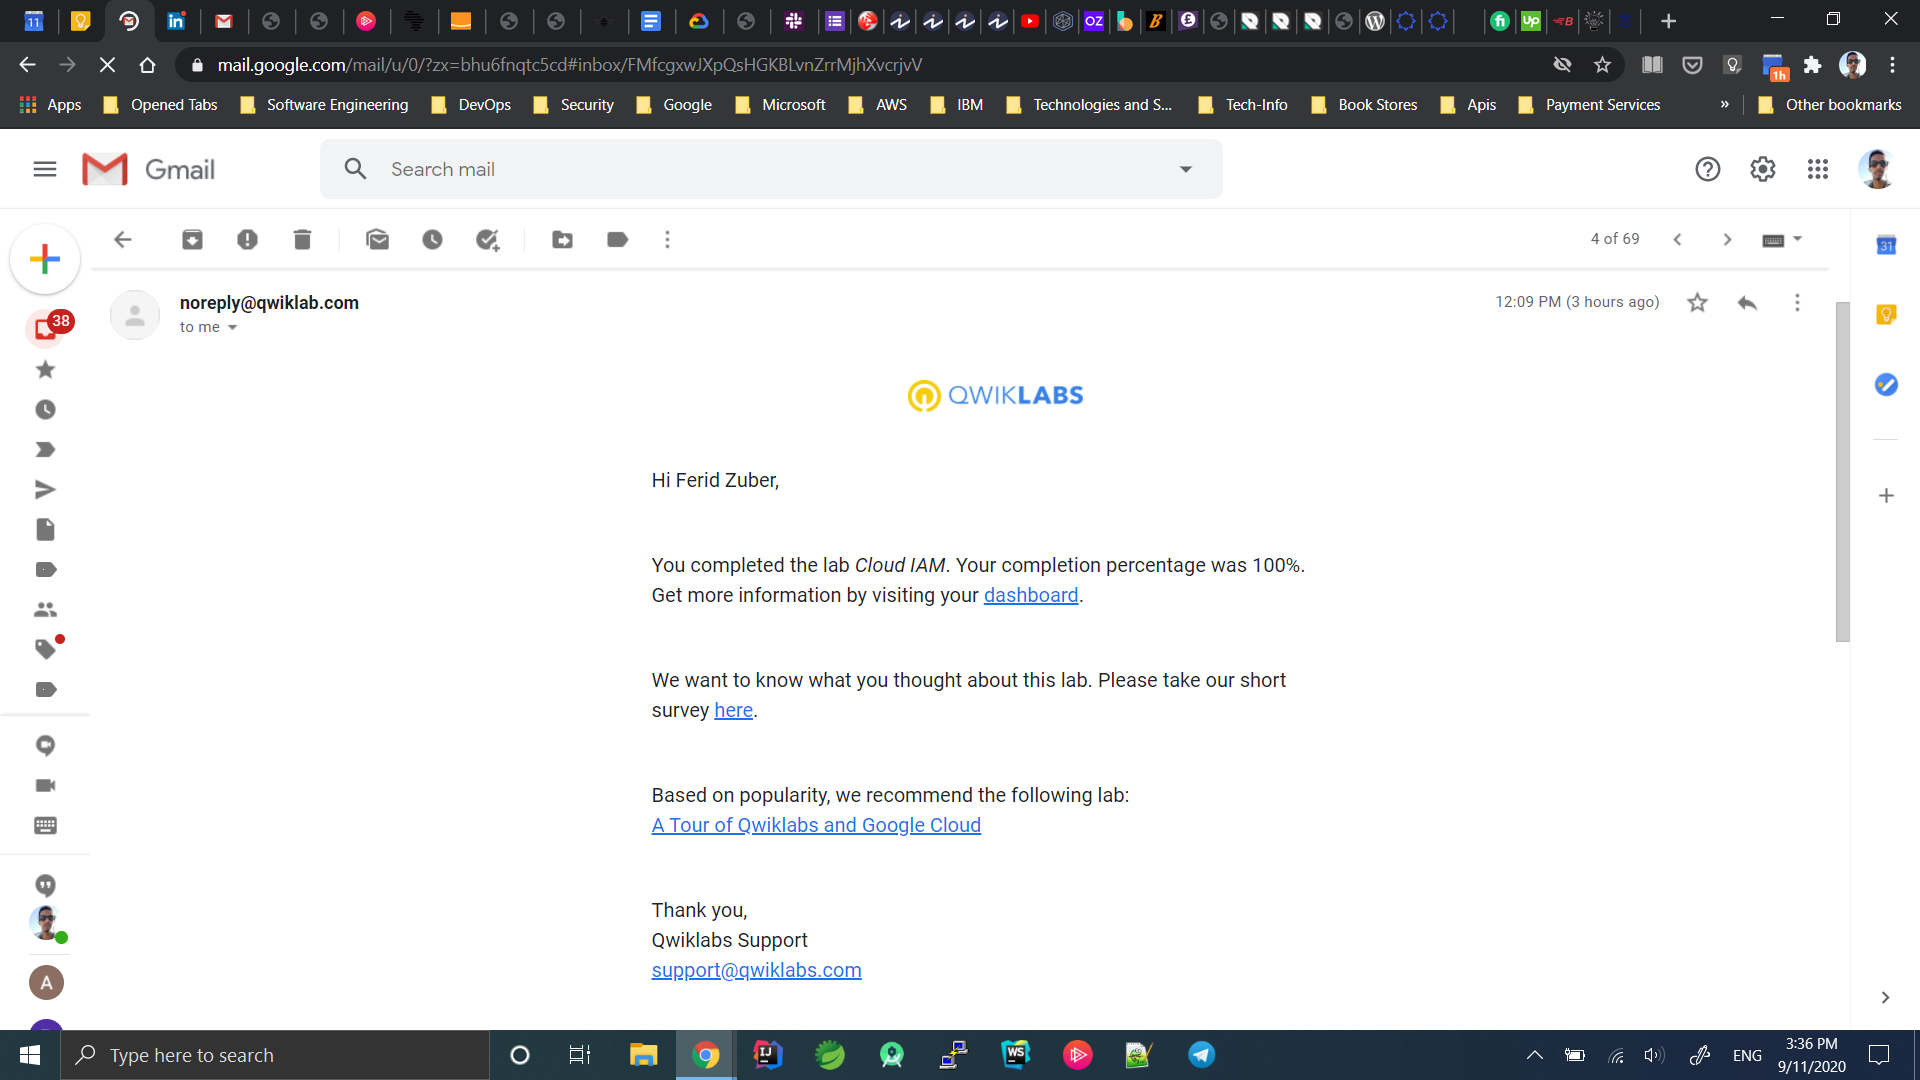 mail.google.com/mail/u/0/?zx=bhu6fnqtc5cd#inbox/FMfcgxwJXpQsHGKBLvnZrrMjhXvcrjvV
1h
Apps Opened Tabs Software Engineering DevOps Security Google Microsoft AWS IBM Technologies and S... Tech-Info Book Stores Apis Payment Services » Other bookmarks
Gmail
Search mail
4 of 69
31
noreply@qwiklab.com
12:09 PM (3 hours ago)
to me
38
QWIKLABS
Hi Ferid Zuber,
You completed the lab Cloud IAM. Your completion percentage was 100%.
Get more information by visiting your dashboard.
We want to know what you thought about this lab. Please take our short
survey here.
Based on popularity, we recommend the following lab:
A Tour of Qwiklabs and Google Cloud
Thank you,
Qwiklabs Support
support@qwiklabs.com
A
Type here to search
ENG
3:36 PM
9/11/2020